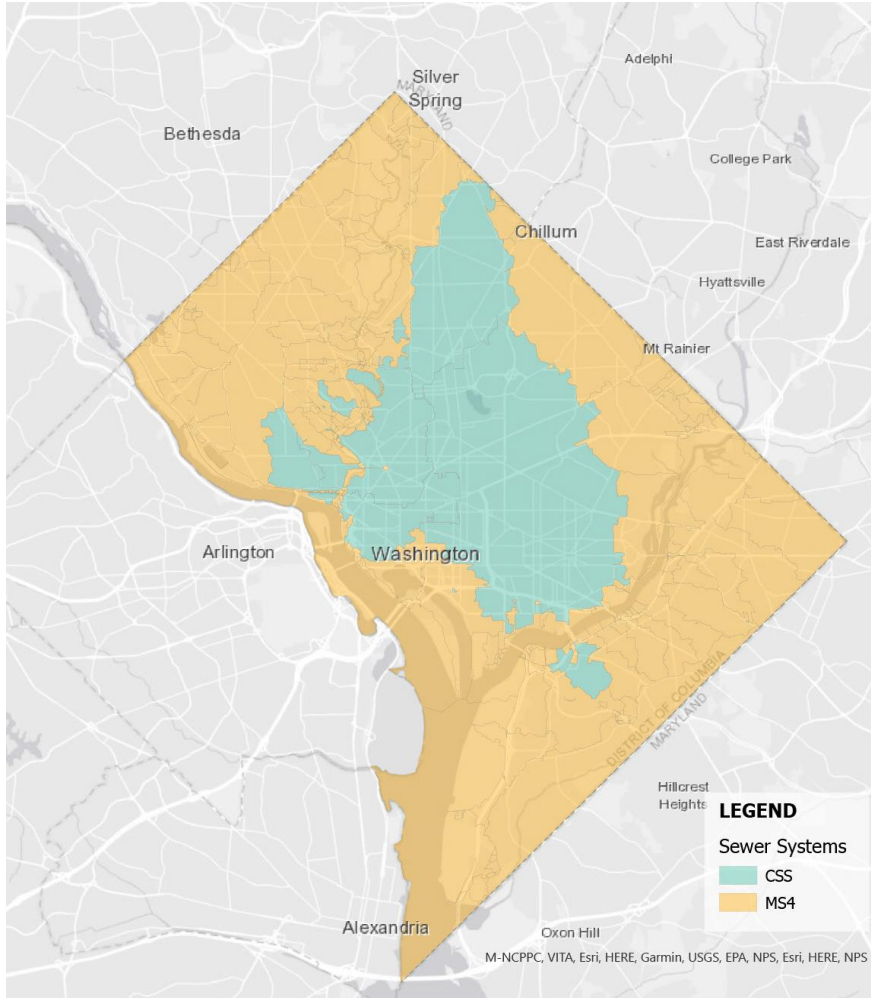 Adelphi
Silver
Spring
MARYLAND
Bethesda
College Park
Chillum
East Riverdale
Hyattsville
Mt Rainier
Arlington
Washington
DISTRICT OF COLUMBIA
MARYLAND
Hillcrest
Heights
LEGEND
Sewer Systems
CSS
MS4
Alexandria
Oxon Hill
M-NCPPC, VITA, Esri, HERE, Garmin, USGS, EPA, NPS, Esri, HERE, NPS